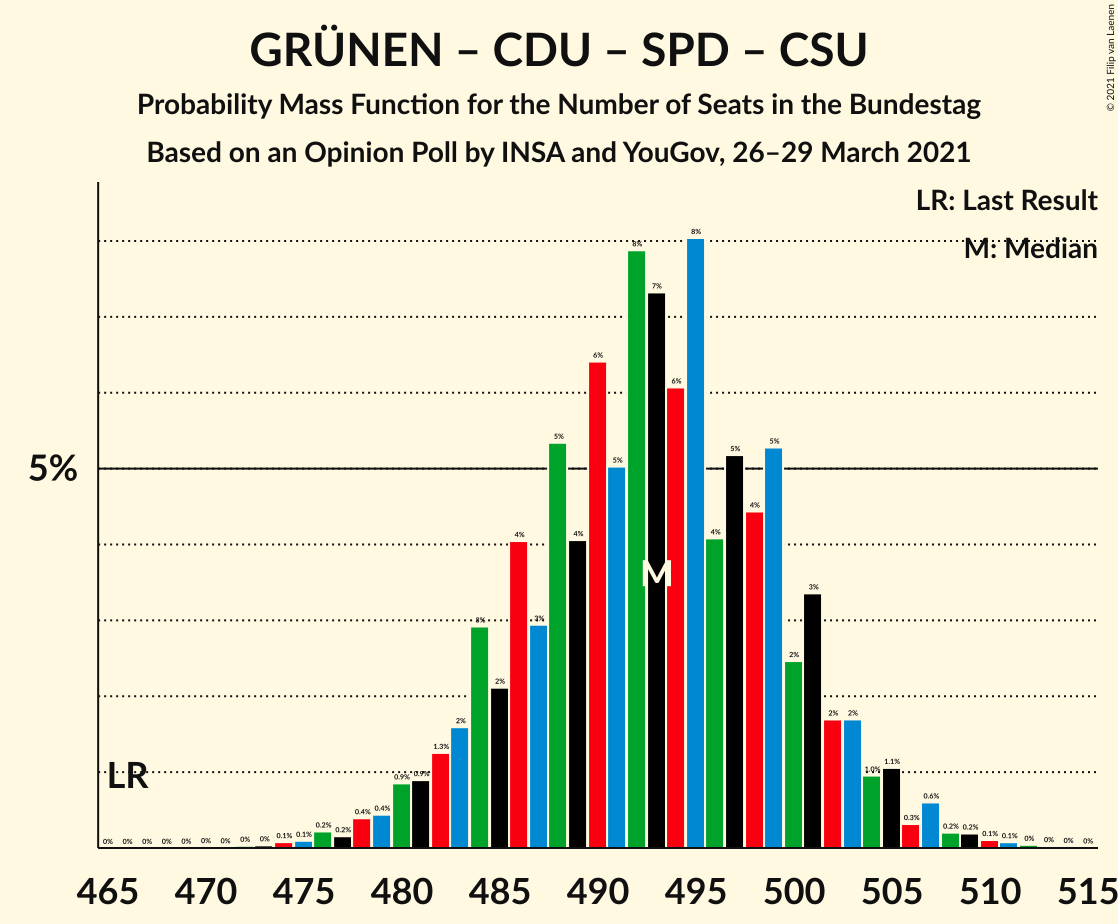 GRÜNEN – CDU – SPD – CSU
Probability Mass Function for the Number of Seats in the Bundestag
Based on an Opinion Poll by INSA and YouGov, 26–29 March 2021
© 2021 Filip van Laenen
LR: Last Result
M: Median
5%
LR
M
0% 0% 0% 0% 0% 0% 0% 0% 0% 0.1% 0.1% 0.2% 0.2% 0.4% 0.4% 0.9% 0.9% 1.3% 2% 3% 2% 4% 3% 5% 4% 6% 5% 8% 7% 6% 8% 4% 5% 4% 5% 2% 3% 2% 2% 1.0% 1.1% 0.3% 0.6% 0.2% 0.2% 0.1% 0.1% 0% 0% 0% 0%
465 470 475 480 485 490 495 500 505 510 515